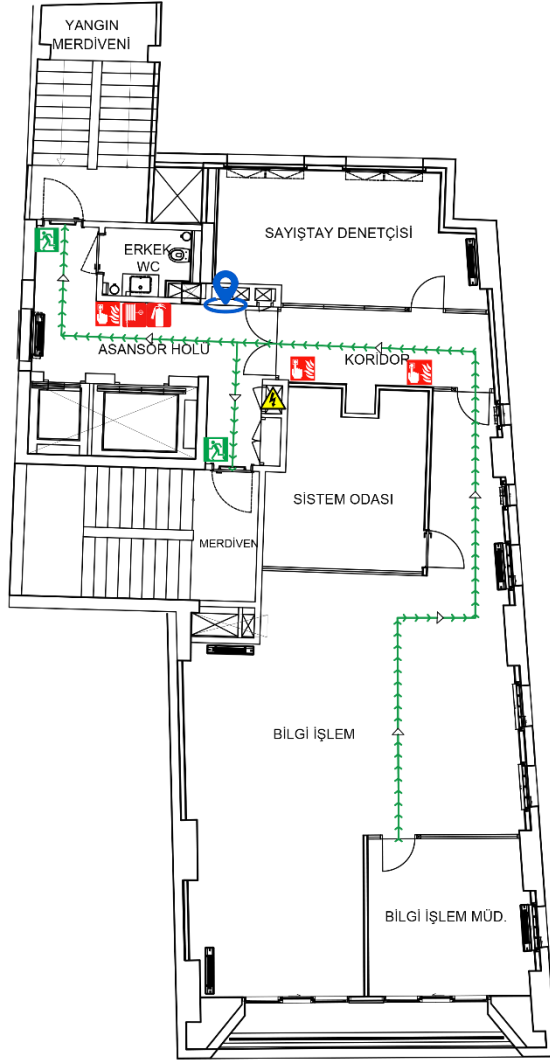 YANGIN
MERDİVENİ
SAYIŞTAY DENETÇİSİ
ERKEK
WC
ASANSÖR HOLÜ
KORİDOR
SİSTEM ODASI
MERDİVEN
BİLGİ İŞLEM
BİLGİ İŞLEM MÜD.